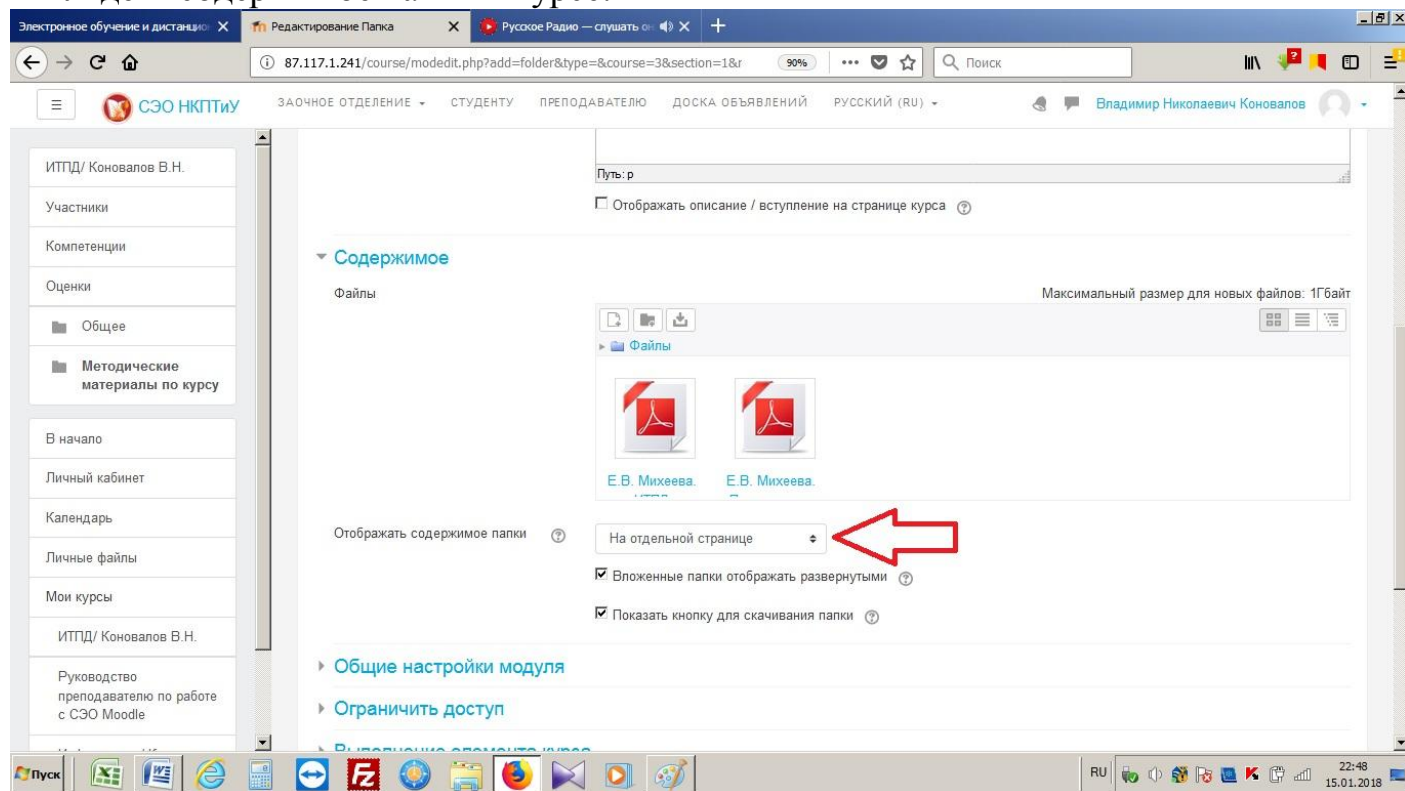 Электронное обучение и дистанцио
Редактирование Папка
Русское Радио — слушать он
87.117.1.241/course/modedit.php?add=folder&type=&course=3&section=1&r
90%
Поиск
СЭО НКПТиУ
ЗАОЧНОЕ ОТДЕЛЕНИЕ
СТУДЕНТУ
ПРЕПОДАВАТЕЛЮ
ДОСКА ОБЪЯВЛЕНИЙ
РУССКИЙ (RU)
Владимир Николаевич Коновалов
ИТПД/ Коновалов В.Н.
Участники
Компетенции
Оценки
Общее
Методические
материалы по курсу
В начало
Личный кабинет
Календарь
Личные файлы
Мои курсы
ИТПД/ Коновалов В.Н.
Руководство
преподавателю по работе
с СЭО Moodle
Путь: p
Отображать описание / вступление на странице курса
Содержимое
Файлы
Максимальный размер для новых файлов: 1Гбайт
Файлы
Е.В. Михеева.
Е.В. Михеева.
Отображать содержимое папки
На отдельной странице
Вложенные папки отображать развернутыми
Показать кнопку для скачивания папки
Общие настройки модуля
Ограничить доступ
Выполнение элемента курса
Пуск
RU
22:48
15.01.2018